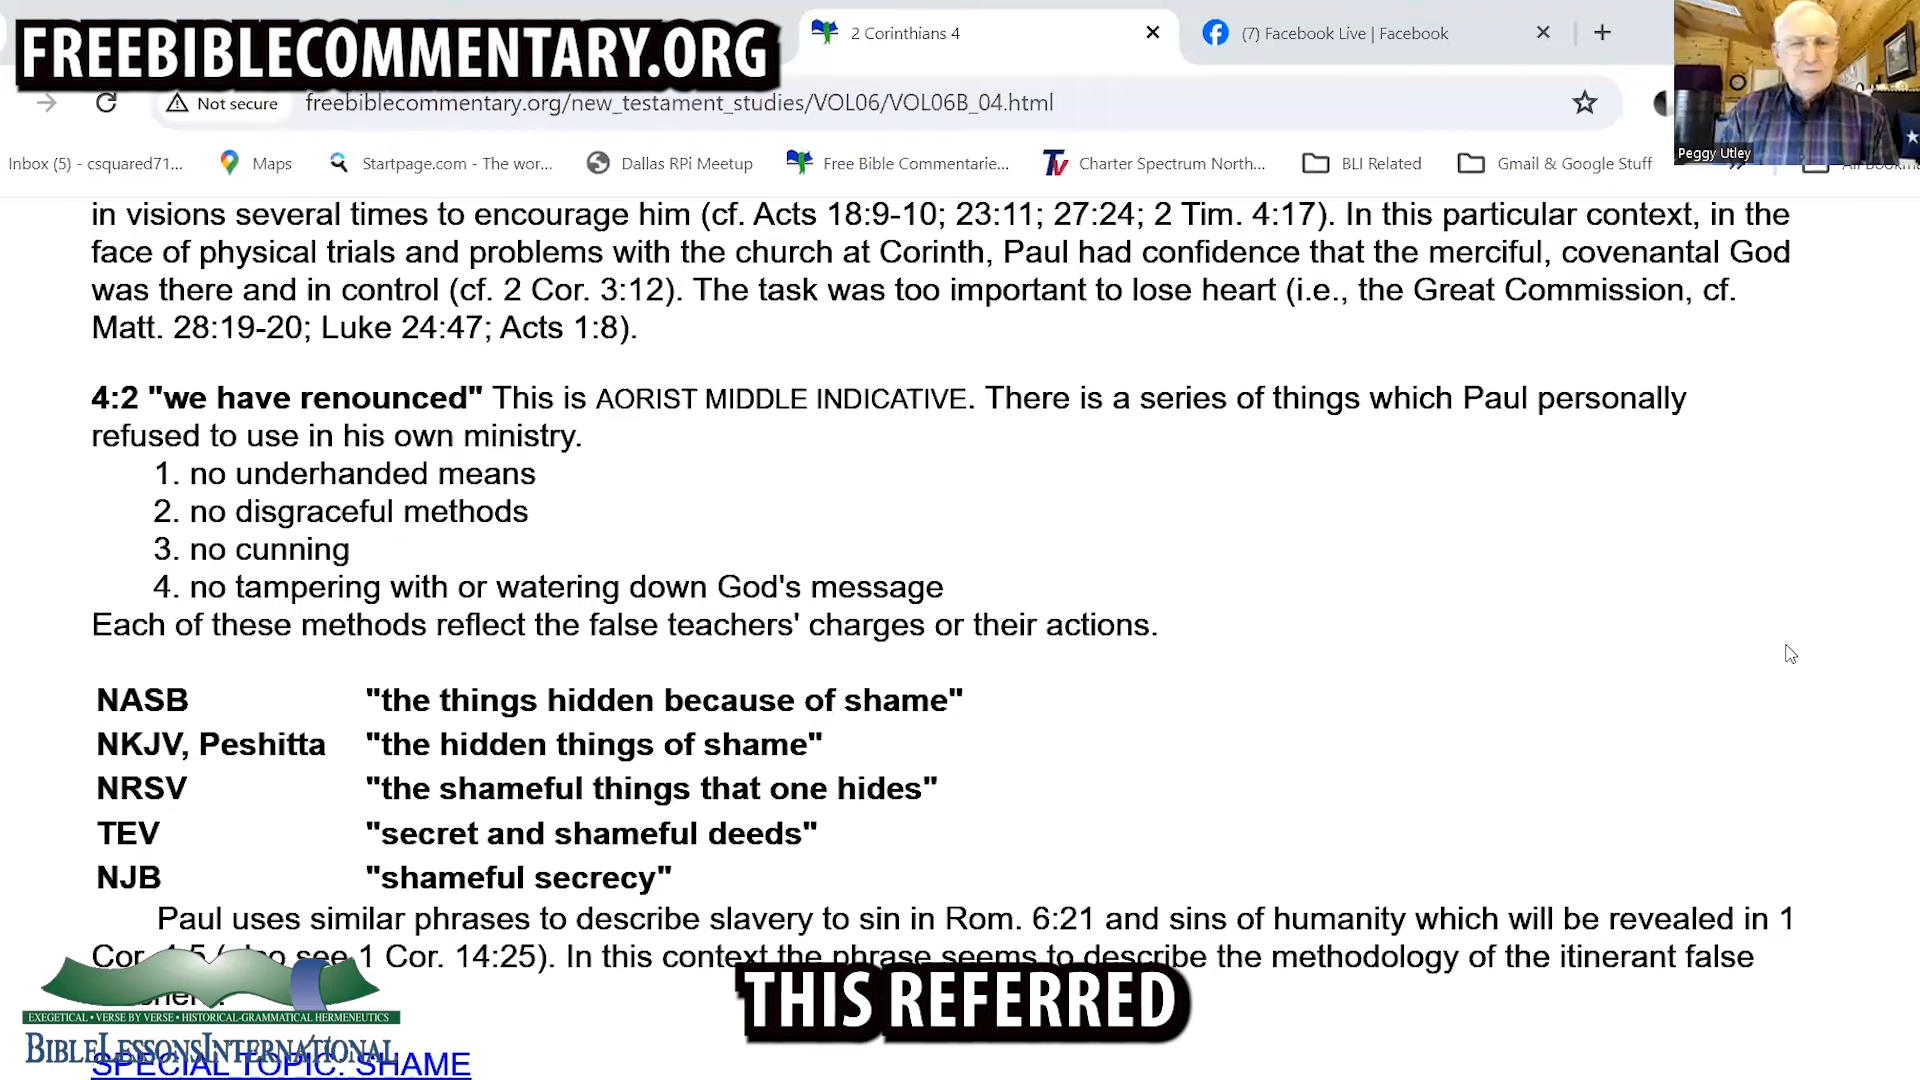 FREEBIBLECOMMENTARY.ORG
2 Corinthians 4
(7) Facebook Live | Facebook
Not secure
freebiblecommentary.org/new_testament_studies/VOL06/VOL06B_04.html
Peggy Utley
Inbox (5) - csquared71...
Maps
Startpage.com - The wor...
Dallas RPi Meetup
Free Bible Commentarie...
Charter Spectrum North...
BLI Related
Gmail & Google Stuff
in visions several times to encourage him (cf. Acts 18:9-10; 23:11; 27:24; 2 Tim. 4:17). In this particular context, in the
face of physical trials and problems with the church at Corinth, Paul had confidence that the merciful, covenantal God
was there and in control (cf. 2 Cor. 3:12). The task was too important to lose heart (i.e., the Great Commission, cf.
Matt. 28:19-20; Luke 24:47; Acts 1:8).
4:2 "we have renounced" This is AORIST MIDDLE INDICATIVE. There is a series of things which Paul personally
refused to use in his own ministry.
1. no underhanded means
2. no disgraceful methods
3. no cunning
4. no tampering with or watering down God's message
Each of these methods reflect the false teachers' charges or their actions.
NASB "the things hidden because of shame"
NKJV, Peshitta "the hidden things of shame"
NRSV "the shameful things that one hides"
TEV "secret and shameful deeds"
NJB "shameful secrecy"
Paul uses similar phrases to describe slavery to sin in Rom. 6:21 and sins of humanity which will be revealed in 1
Cor. 4:5 (also see 1 Cor. 14:25). In this context the phrase seems to describe the methodology of the itinerant false
THIS REFERRED
EXEGETICAL • VERSE BY VERSE • HISTORICAL-GRAMMATICAL HERMENEUTICS
BIBLELESSONSINTERNATIONAL
SPECIAL TOPIC: SHAME